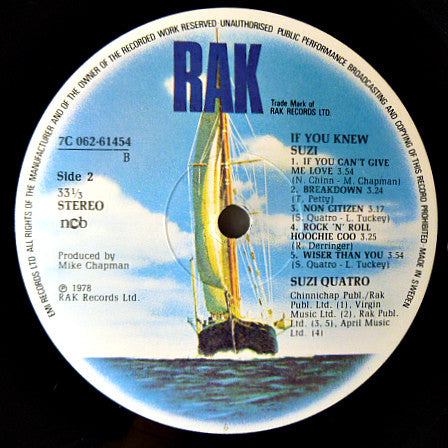 EMI RECORDS LTD ALL RIGHTS OF THE MANUFACTURER AND OF THE OWNER OF THE RECORDED WORK RESERVED UNAUTHORISED PUBLIC PERFORMANCE BROADCASTING AND COPYING OF THIS RECORD PROHIBITED MADE IN SWEDEN
RAK
Trade Mark of
RAK RECORDS LTD.
7C 062-61454
B
Side 2
33 1/3
STEREO
ncb
Produced by
Mike Chapman
℗ 1978
RAK Records Ltd.
IF YOU KNEW
SUZI
1. IF YOU CAN'T GIVE
ME LOVE 3.54
(N. Chinn - M. Chapman)
2. BREAKDOWN 3.24
(T. Petty)
3. NON CITIZEN 3.17
(S. Quatro - L. Tuckey)
4. ROCK 'N' ROLL
HOOCHIE COO 3.25
(R. Derringer)
5. WISER THAN YOU 3.54
(S. Quatro - L. Tuckey)
SUZI QUATRO
Chinnichap Publ./Rak
Publ. Ltd. (1), Virgin
Music Ltd. (2), Rak Publ.
Ltd. (3, 5), April Music
Ltd. (4)